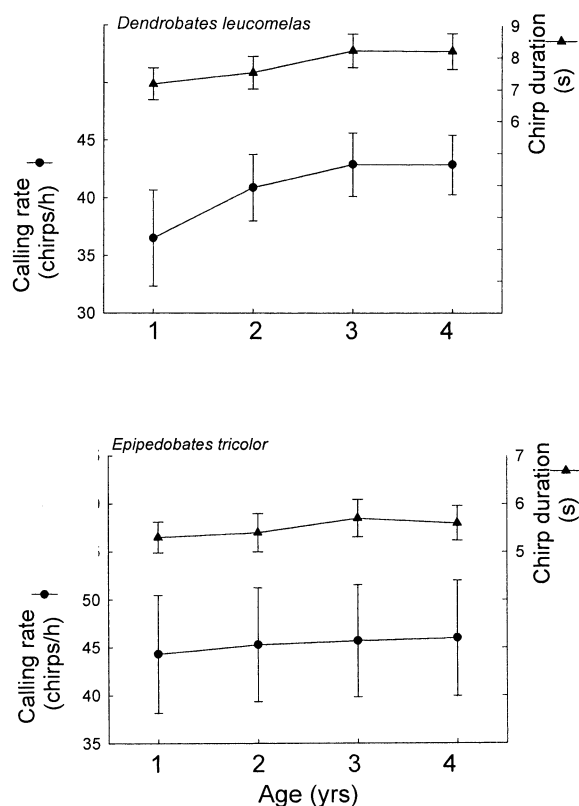 Dendrobates leucomelas
Calling rate
(chirps/h)
45
40
35
30
9
8
7
6
Chirp duration
(s)
1 2 3 4
Epipedobates tricolor
Calling rate
(chirps/h)
50
45
40
35
7
6
5
Chirp duration
(s)
1 2 3 4
Age (yrs)